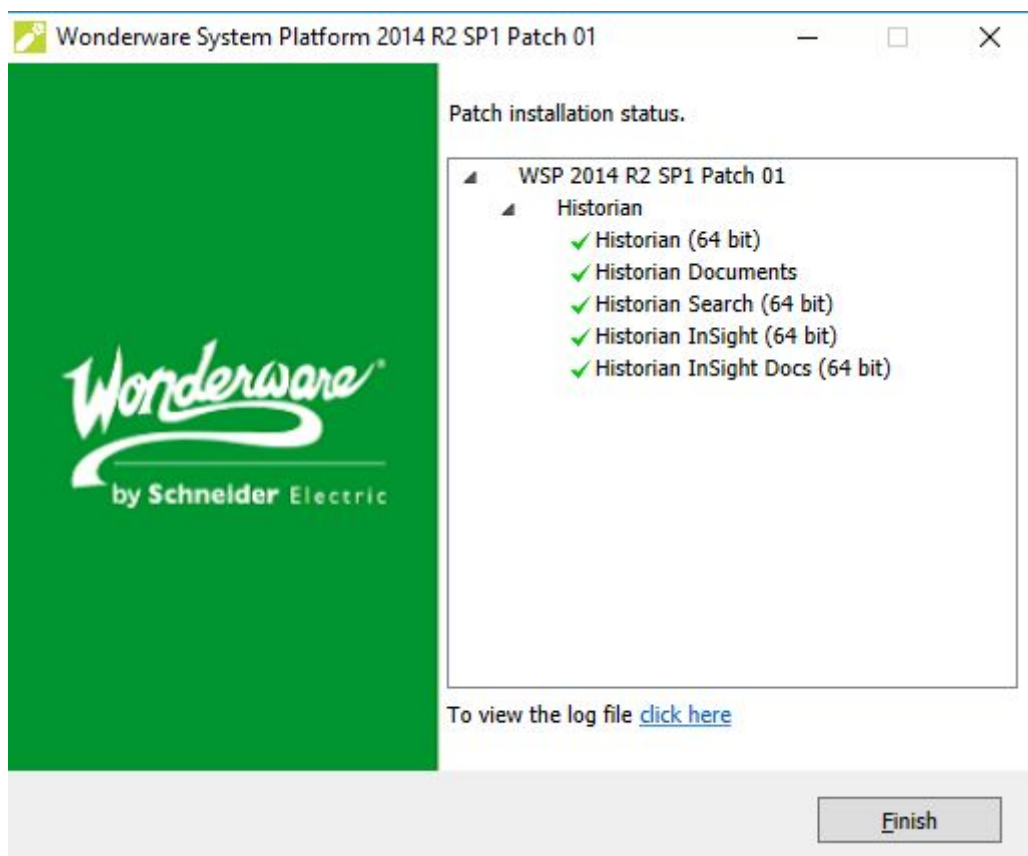 Wonderware System Platform 2014 R2 SP1 Patch 01
Patch installation status.
WSP 2014 R2 SP1 Patch 01
Historian
Historian (64 bit)
Historian Documents
Historian Search (64 bit)
Historian InSight (64 bit)
Historian InSight Docs (64 bit)
Wonderware®
by Schneider Electric
To view the log file click here
Finish